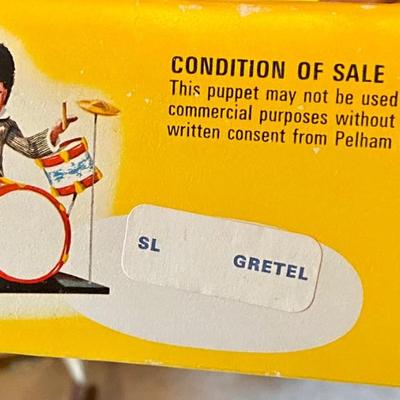 CONDITION OF SALE
This puppet may not be used
commercial purposes without
written consent from Pelham
SL GRETEL